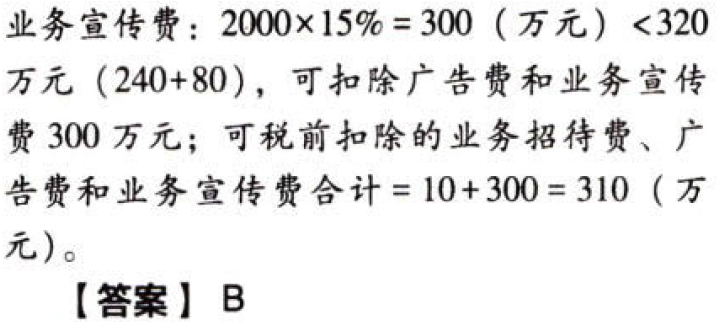 业务宣传费：2000×15%=300（万元）<320
万元（240+80），可扣除广告费和业务宣传
费300万元；可税前扣除的业务招待费、广
告费和业务宣传费合计=10+300=310（万
元）。
【答案】B